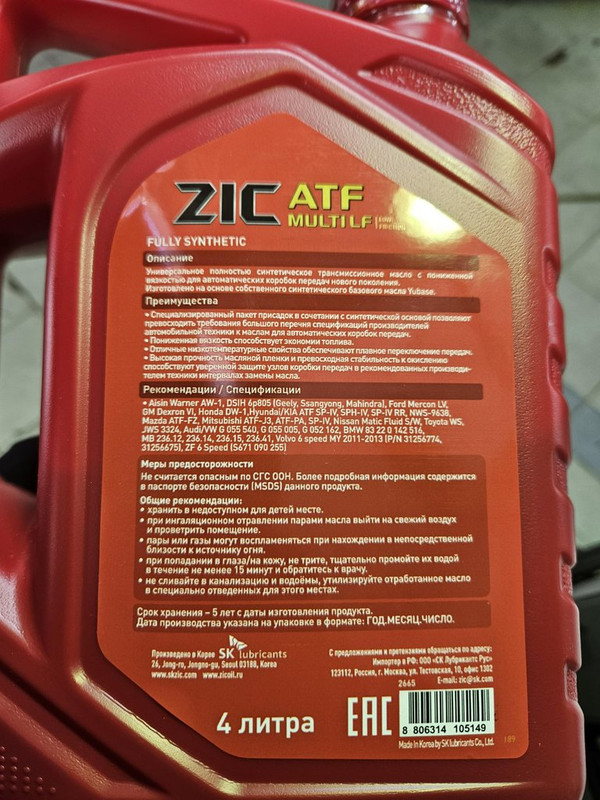 ZIC ATF
MULTI LF
FULLY SYNTHETIC
Описание
Универсальное полностью синтетическое трансмиссионное масло с пониженной
вязкостью для автоматических коробок передач нового поколения.
Изготовлено на основе собственного синтетического базового масла Yubase.
Преимущества
• Специализированный пакет присадок в сочетании с синтетической основой позволяют
превосходить требования большого перечня спецификаций производителей
автомобильной техники к маслам для автоматических коробок передач.
• Пониженная вязкость способствует экономии топлива.
• Отличные низкотемпературные свойства обеспечивают плавное переключение передач.
• Высокая прочность масляной пленки и превосходная стабильность к окислению
способствуют уверенной защите узлов коробки передач в рекомендованных производи-
телем техники интервалах замены масла.
Рекомендации / Спецификации
• Aisin Warner AW-1, DSIH 6p805 (Geely, Ssangyong, Mahindra), Ford Mercon LV,
GM Dexron VI, Honda DW-1,Hyundai/KIA ATF SP-IV, SPH-IV, SP-IV RR, NWS-9638,
Mazda ATF-FZ, Mitsubishi ATF-J3, ATF-PA, SP-IV, Nissan Matic Fluid S/W, Toyota WS,
JWS 3324, Audi/VW G 055 540, G 055 005, G 052 162, BMW 83 22 0 142 516,
MB 236.12, 236.14, 236.15, 236.41, Volvo 6 speed MY 2011-2013 (P/N 31256774,
31256675), ZF 6 Speed (S671 090 255)
Меры предосторожности
Не считается опасным по СГС ООН. Более подробная информация содержится
в паспорте безопасности (MSDS) данного продукта.
Общие рекомендации:
• хранить в недоступном для детей месте.
• при ингаляционном отравлении парами масла выйти на свежий воздух
и проветрить помещение.
• пары или газы могут воспламениться при нахождении в непосредственной
близости к источнику огня.
• при попадании в глаза/на кожу, не трите, тщательно промойте их водой
в течение не менее 15 минут и обратитесь к врачу.
• не сливайте в канализацию и водоёмы, утилизируйте отработанное масло
в специально отведенных для этого местах.
Срок хранения – 5 лет с даты изготовления продукта.
Дата производства указана на упаковке в формате: ГОД.МЕСЯЦ.ЧИСЛО.
Произведено в Корее SK lubricants
26, Jong-ro, Jongno-gu, Seoul 03188, Korea
www.skzic.com www.zicoil.ru
С предложениями и претензиями обращаться по адресу:
Импортер в РФ: ООО «СК Лубрикантс Рус»
123112, Россия, г. Москва, ул. Тестовская, 10, офис 1302
2665 E-mail: zic@sk.com
4 литра
EAC
8 806314 105149
Made in Korea by SK lubricants Co., Ltd.